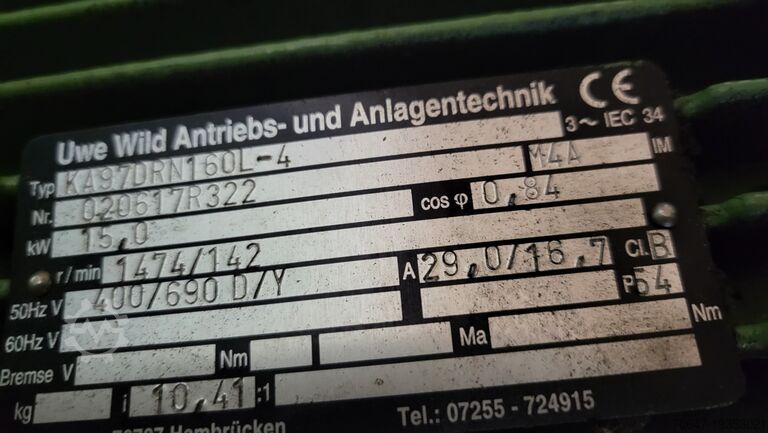 Uwe Wild Antriebs- und Anlagentechnik CE
3~ IEC 34
Typ KA97DRN160L-4 M4A IM
Nr. 020617R322
kW 15,0 cos φ 0,84
r/min 1474/142
50Hz V 400/690 D/Y A 29,0/16,7 Cl. B
60Hz V P54
Bremse V Nm Ma Nm
kg i 10,41 :1
Hambrücken Tel.: 07255 - 724915